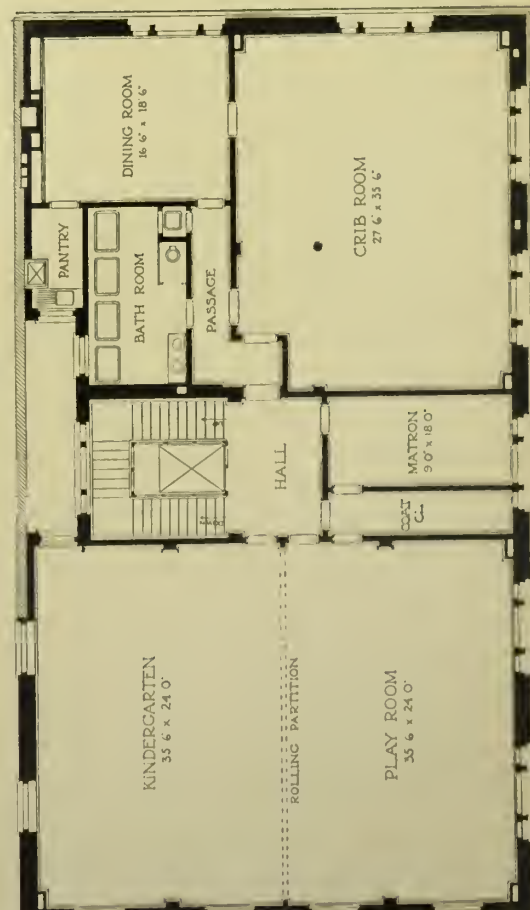 DINING ROOM
16' 6" x 18' 6"
CRIB ROOM
27' 6" x 35' 6"
PANTRY
BATH ROOM
PASSAGE
HALL
MATRON
9' 0" x 18' 0"
COAT
CL.
KINDERGARTEN
35' 6" x 24' 0"
ROLLING PARTITION
PLAY ROOM
35' 6" x 24' 0"